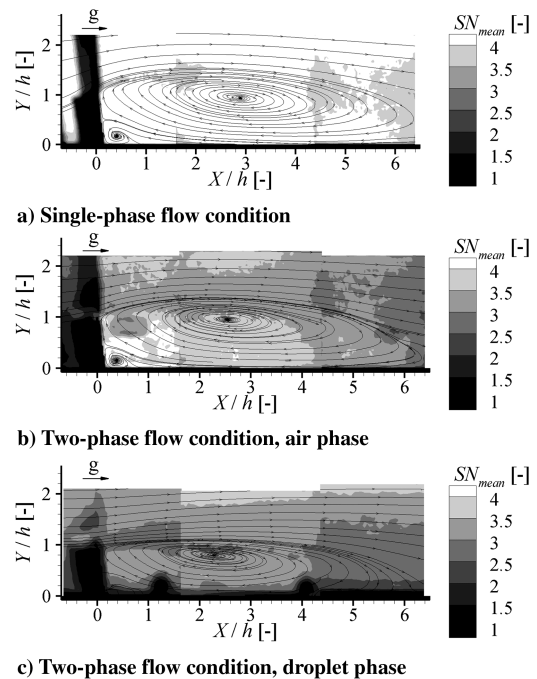 g
SN_mean [-]
4
3.5
3
2.5
2
1.5
1
Y / h [-]
2
1
0
0 1 2 3 4 5 6
X / h [-]
a) Single-phase flow condition
g
SN_mean [-]
4
3.5
3
2.5
2
1.5
1
Y / h [-]
2
1
0
0 1 2 3 4 5 6
X / h [-]
b) Two-phase flow condition, air phase
g
SN_mean [-]
4
3.5
3
2.5
2
1.5
1
Y / h [-]
2
1
0
0 1 2 3 4 5 6
X / h [-]
c) Two-phase flow condition, droplet phase